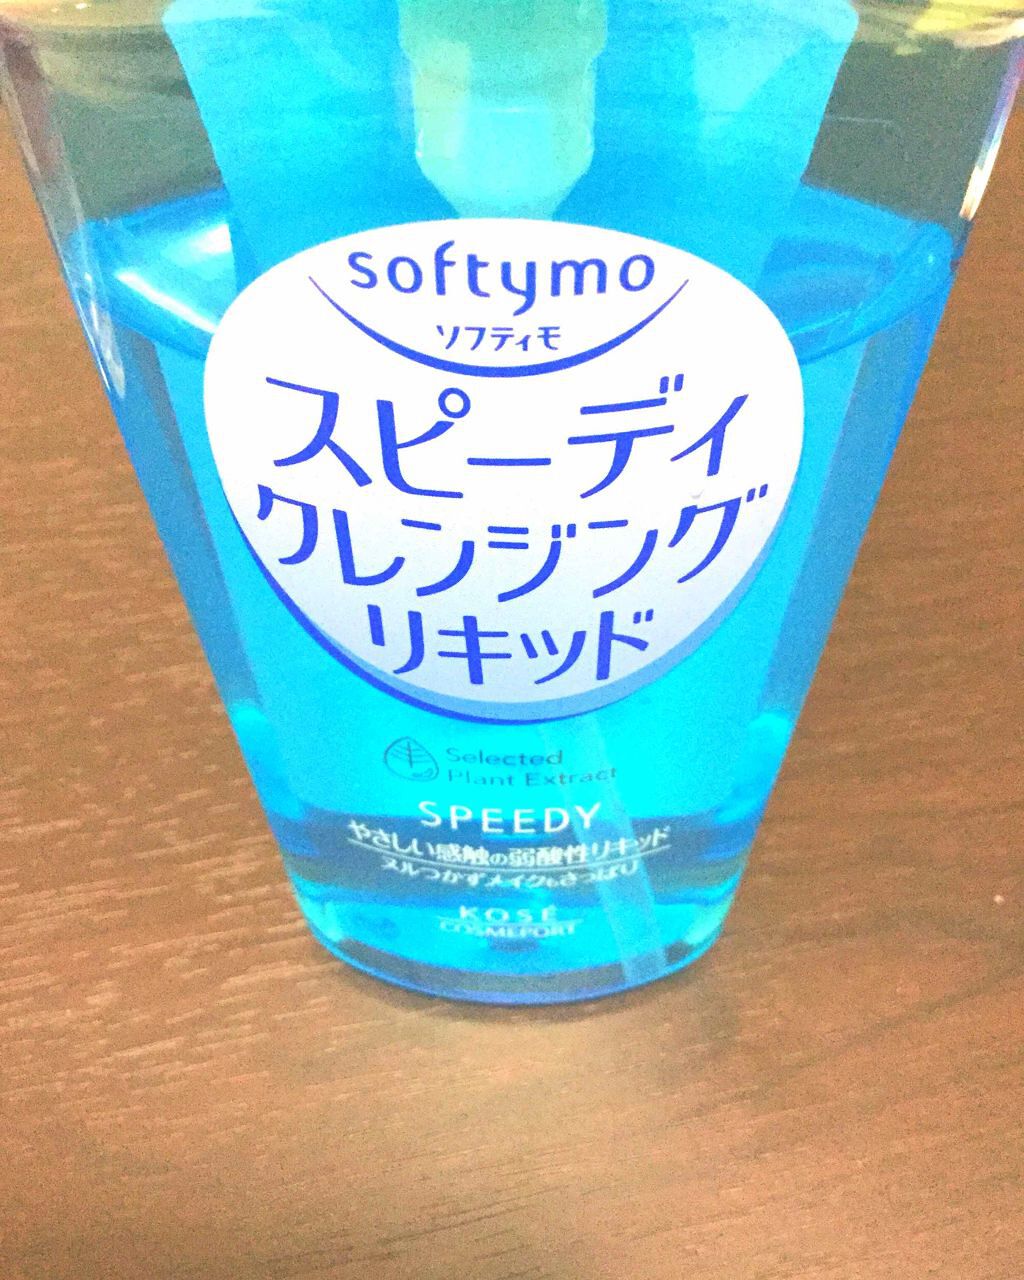 softymo
ソフティモ
スピーディ
クレンジング
リキッド
Selected
Plant Extract
SPEEDY
やさしい感触の弱酸性リキッド
ヌルつかずメイクもさっぱり
KOSÉ
COSMEPORT